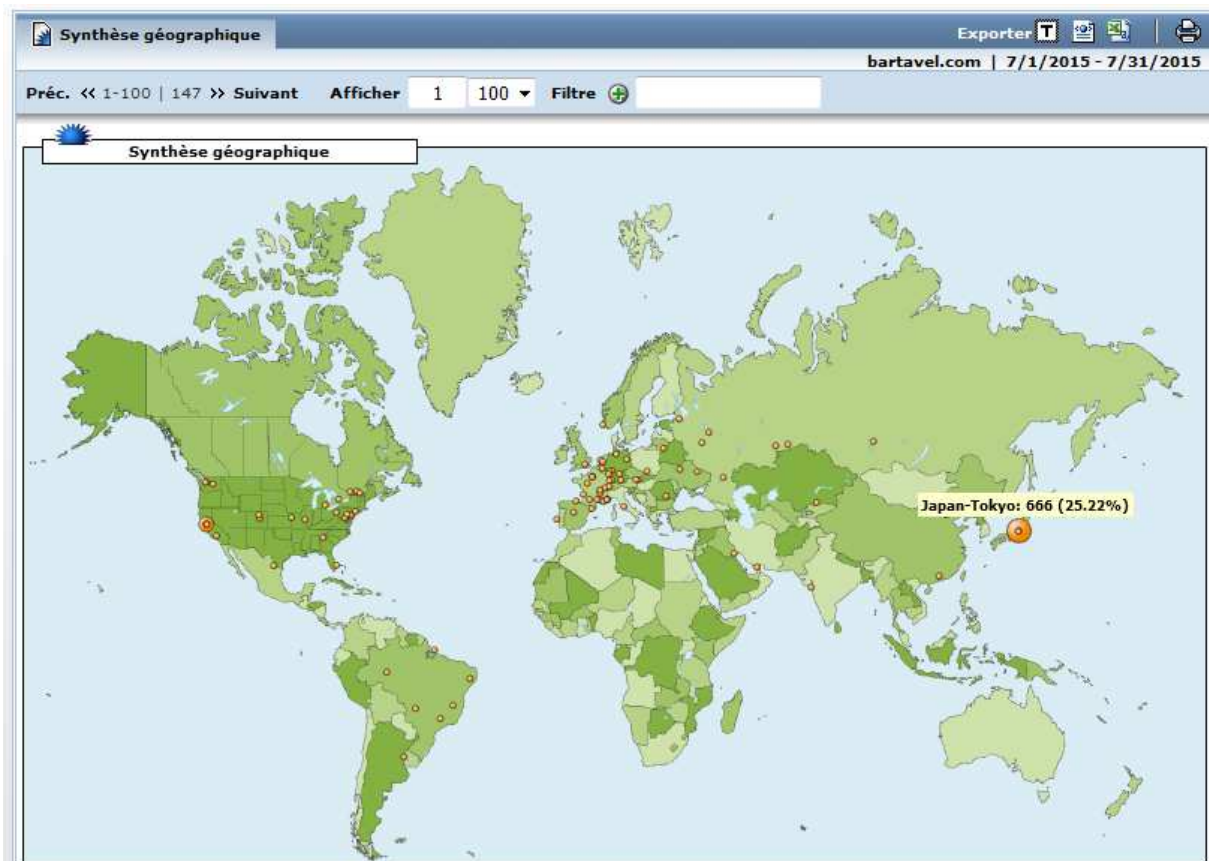 Synthèse géographique
Exporter T
bartavel.com | 7/1/2015 - 7/31/2015
Préc. « 1-100 | 147 » Suivant Afficher 1 100 Filtre
Synthèse géographique
Japan-Tokyo: 666 (25.22%)